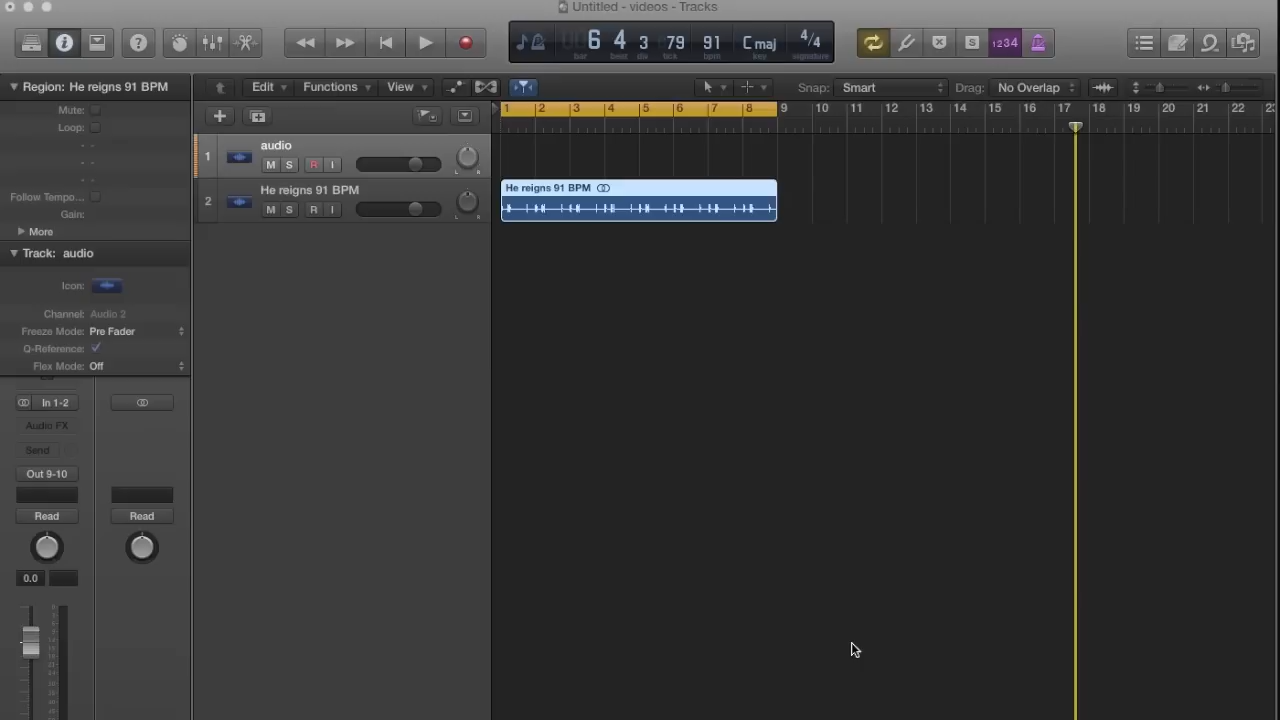 Untitled - videos - Tracks
6 4 3 79 91 C maj 4/4
bar beat div tick bpm key signature
1234
Region: He reigns 91 BPM
Edit Functions View Snap: Smart Drag: No Overlap
Mute:
Loop:
Follow Tempo...
Gain:
More
1 2 3 4 5 6 7 8 9 10 11 12 13 14 15 16 17 18 19 20 21 22 23
1 audio
M S R I
L R
2 He reigns 91 BPM
M S R I
L R
He reigns 91 BPM
Track: audio
Icon:
Channel: Audio 2
Freeze Mode: Pre Fader
Q-Reference:
Flex Mode: Off
In 1-2
Audio FX
Send
Out 9-10
Read Read
0.0